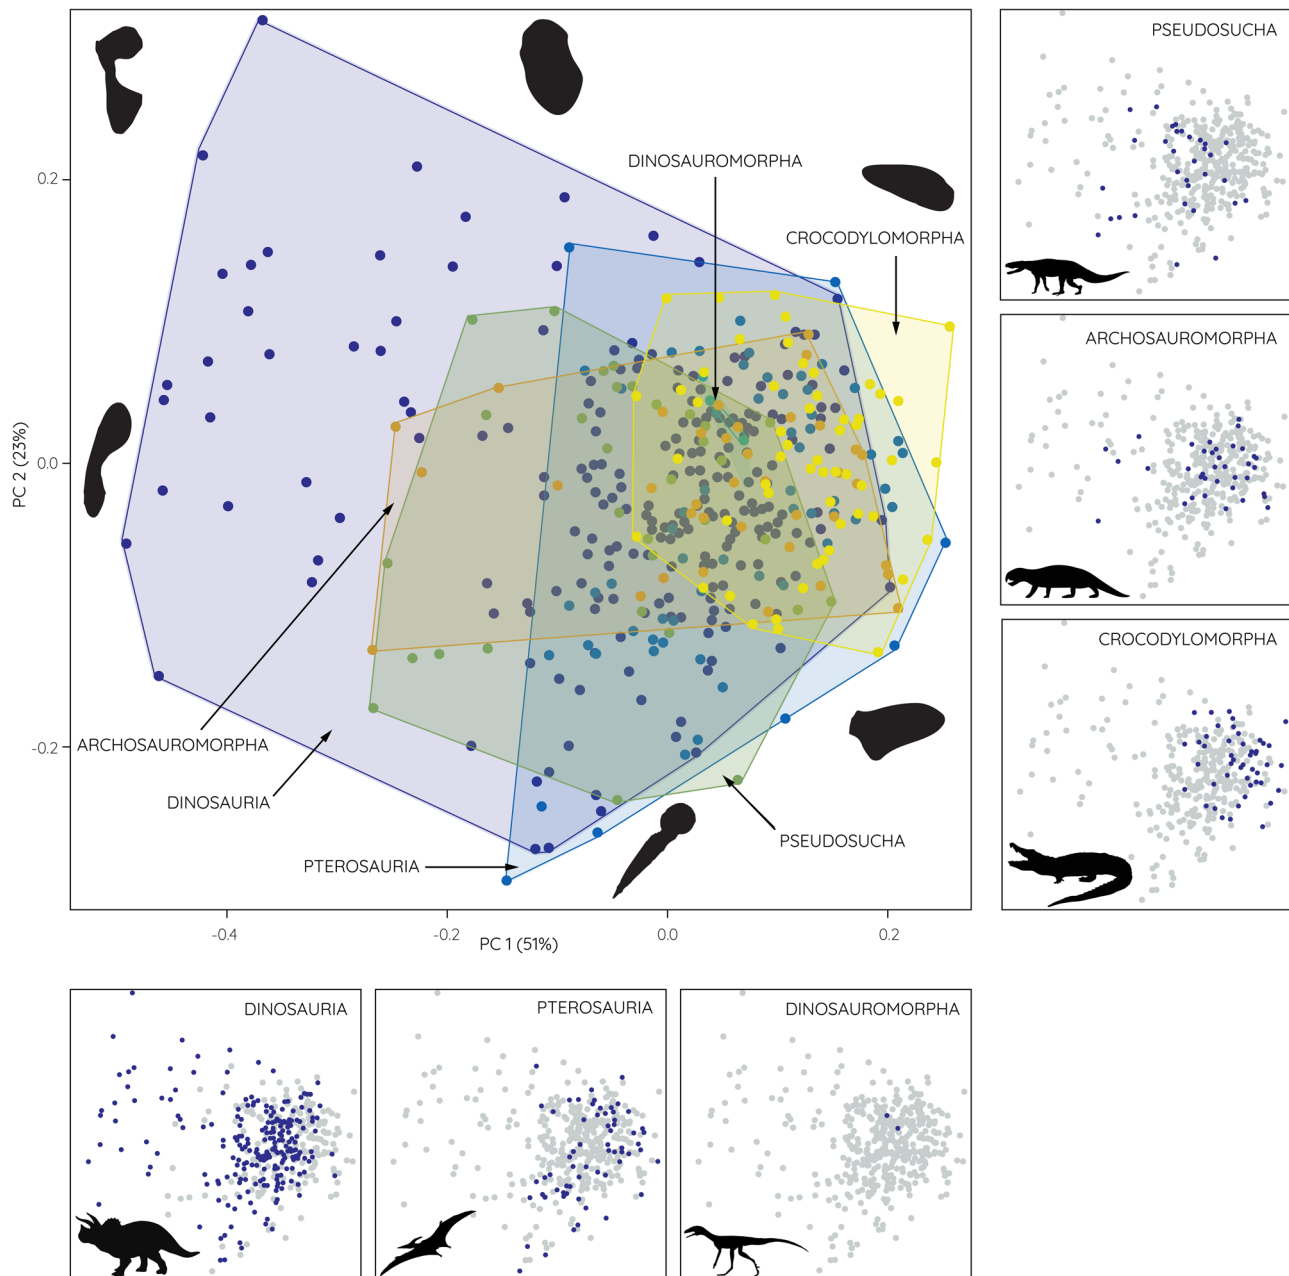 PSEUDOSUCHA
DINOSAUROMORPHA
0.2
CROCODYLOMORPHA
ARCHOSAUROMORPHA
PC 2 (23%)
0.0
CROCODYLOMORPHA
-0.2
ARCHOSAUROMORPHA
DINOSAURIA
PSEUDOSUCHA
PTEROSAURIA
-0.4
-0.2
0.0
0.2
PC 1 (51%)
DINOSAURIA
PTEROSAURIA
DINOSAUROMORPHA